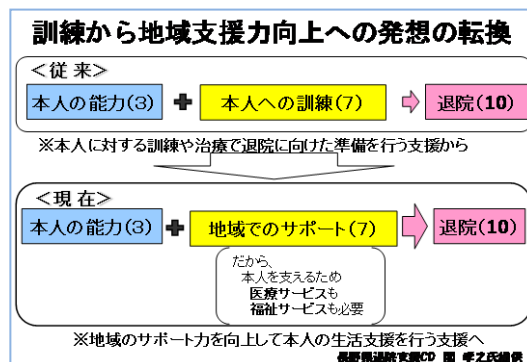 訓練から地域支援力向上への発想の転換
＜従 来＞
本人の能力(3) + 本人への訓練(7) 退院(10)
※本人に対する訓練や治療で退院に向けた準備を行う支援から
＜現 在＞
本人の能力(3) + 地域でのサポート(7) 退院(10)
だから、
本人を支えるため
医療サービスも
福祉サービスも必要
※地域のサポート力を向上して本人の生活支援を行う支援へ
長野県退院支援CD